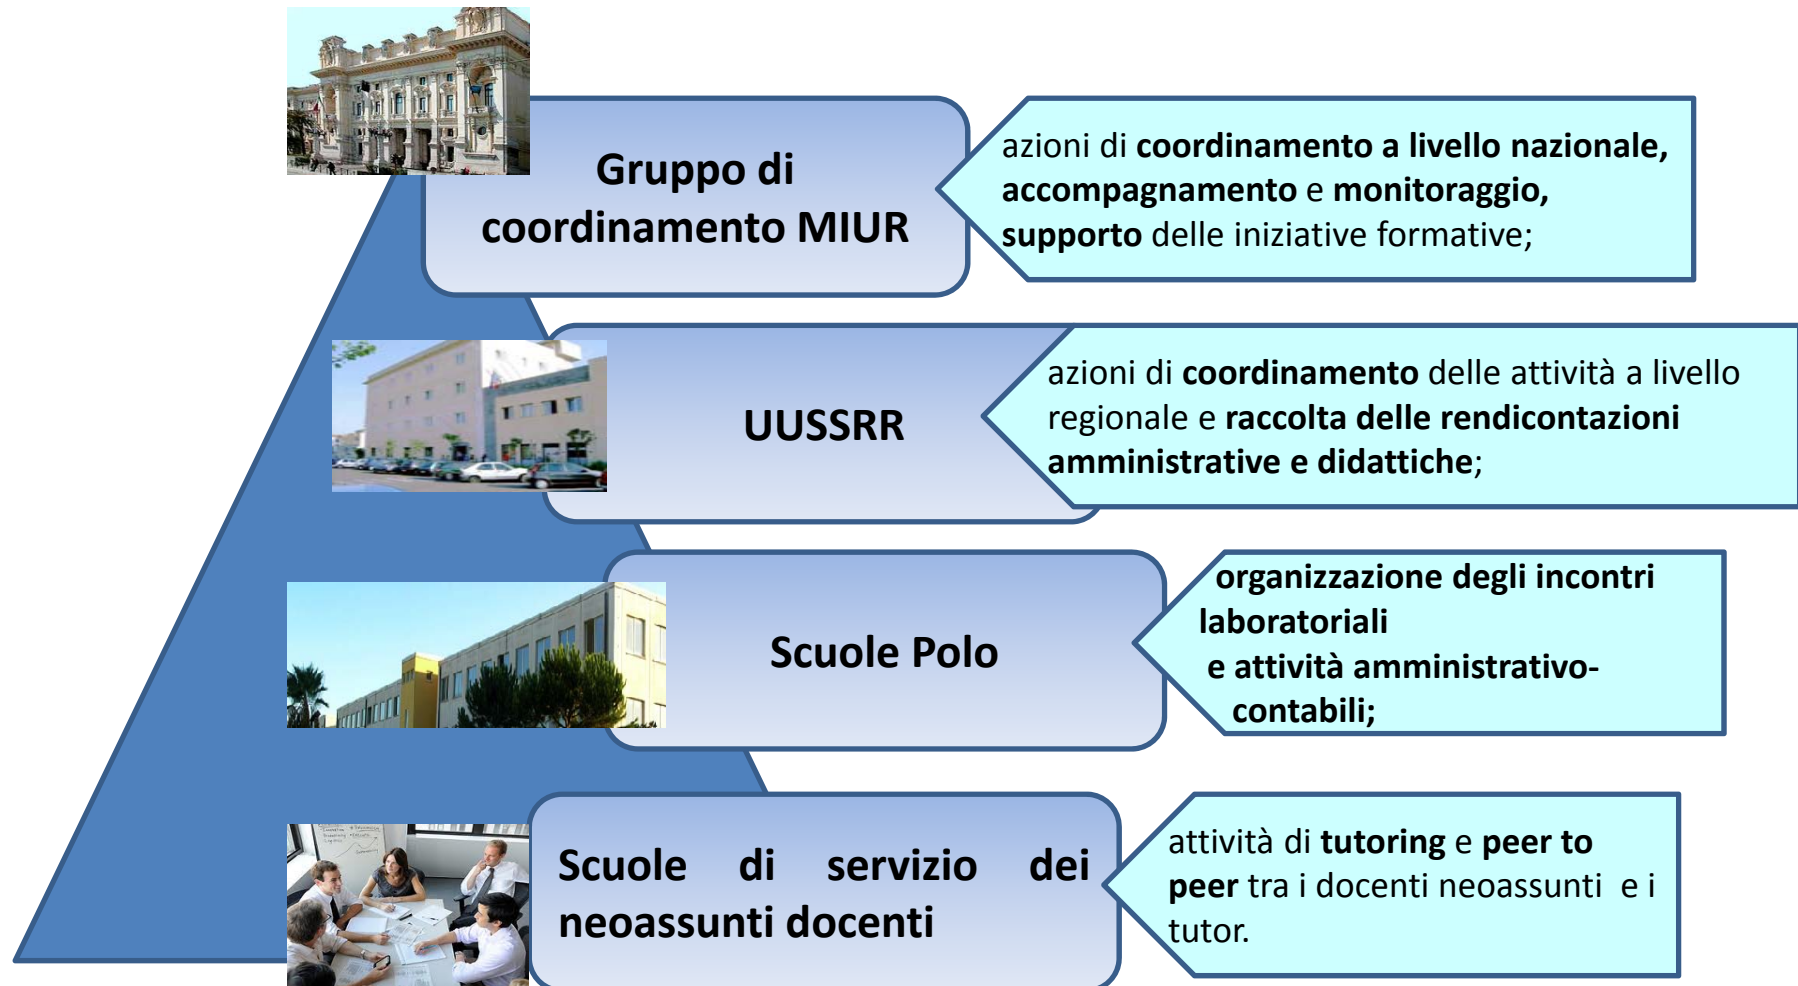 Gruppo di
coordinamento MIUR
azioni di coordinamento a livello nazionale,
accompagnamento e monitoraggio,
supporto delle iniziative formative;
UUSSRR
azioni di coordinamento delle attività a livello
regionale e raccolta delle rendicontazioni
amministrative e didattiche;
Scuole Polo
organizzazione degli incontri
laboratoriali
e attività amministrativo-
contabili;
Scuole di servizio dei
neoassunti docenti
attività di tutoring e peer to
peer tra i docenti neoassunti e i
tutor.